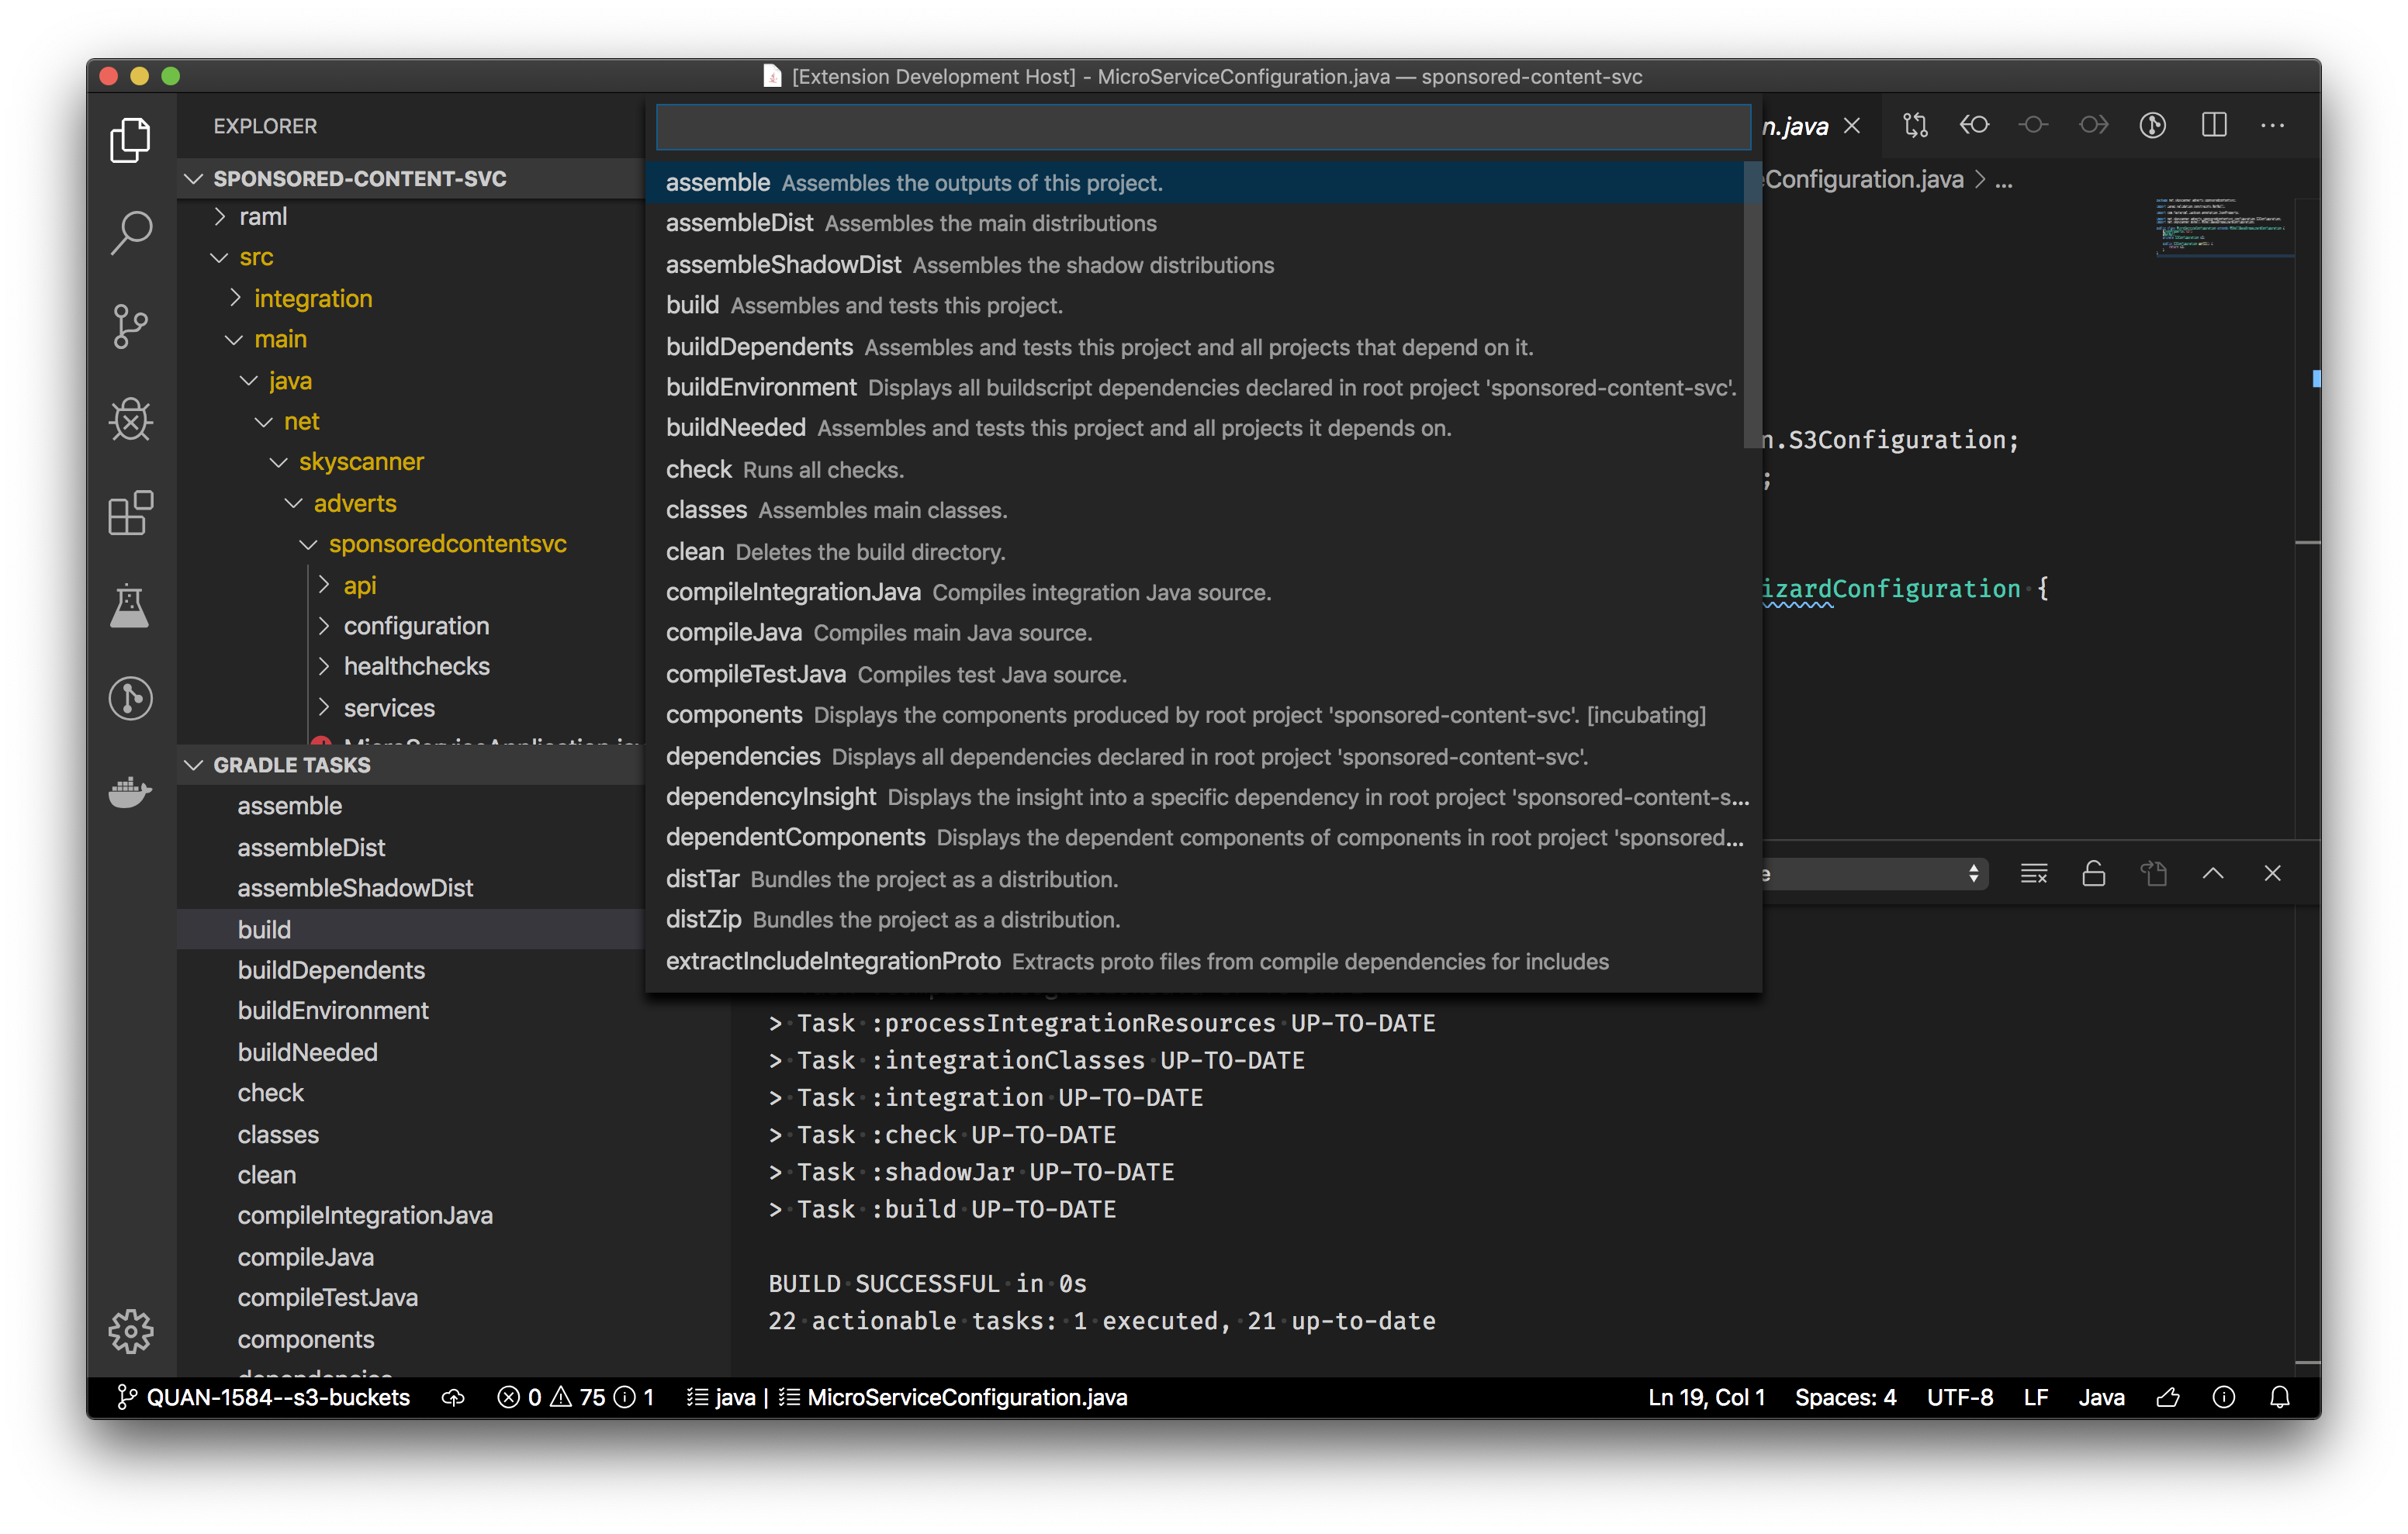 [Extension Development Host] - MicroServiceConfiguration.java — sponsored-content-svc
EXPLORER
SPONSORED-CONTENT-SVC
raml
src
integration
main
java
net
skyscanner
adverts
sponsoredcontentsvc
api
configuration
healthchecks
services
GRADLE TASKS
assemble
assembleDist
assembleShadowDist
build
buildDependents
buildEnvironment
buildNeeded
check
classes
clean
compileIntegrationJava
compileJava
compileTestJava
components
assemble Assembles the outputs of this project.
assembleDist Assembles the main distributions
assembleShadowDist Assembles the shadow distributions
build Assembles and tests this project.
buildDependents Assembles and tests this project and all projects that depend on it.
buildEnvironment Displays all buildscript dependencies declared in root project 'sponsored-content-svc'.
buildNeeded Assembles and tests this project and all projects it depends on.
check Runs all checks.
classes Assembles main classes.
clean Deletes the build directory.
compileIntegrationJava Compiles integration Java source.
compileJava Compiles main Java source.
compileTestJava Compiles test Java source.
components Displays the components produced by root project 'sponsored-content-svc'. [incubating]
dependencies Displays all dependencies declared in root project 'sponsored-content-svc'.
dependencyInsight Displays the insight into a specific dependency in root project 'sponsored-content-s...
dependentComponents Displays the dependent components of components in root project 'sponsored...
distTar Bundles the project as a distribution.
distZip Bundles the project as a distribution.
extractIncludeIntegrationProto Extracts proto files from compile dependencies for includes
n.java
Configuration.java > ...
n.S3Configuration;
;
izardConfiguration {
e
> Task :processIntegrationResources UP-TO-DATE
> Task :integrationClasses UP-TO-DATE
> Task :integration UP-TO-DATE
> Task :check UP-TO-DATE
> Task :shadowJar UP-TO-DATE
> Task :build UP-TO-DATE
BUILD SUCCESSFUL in 0s
22 actionable tasks: 1 executed, 21 up-to-date
QUAN-1584--s3-buckets 0 75 1 java | MicroServiceConfiguration.java Ln 19, Col 1 Spaces: 4 UTF-8 LF Java